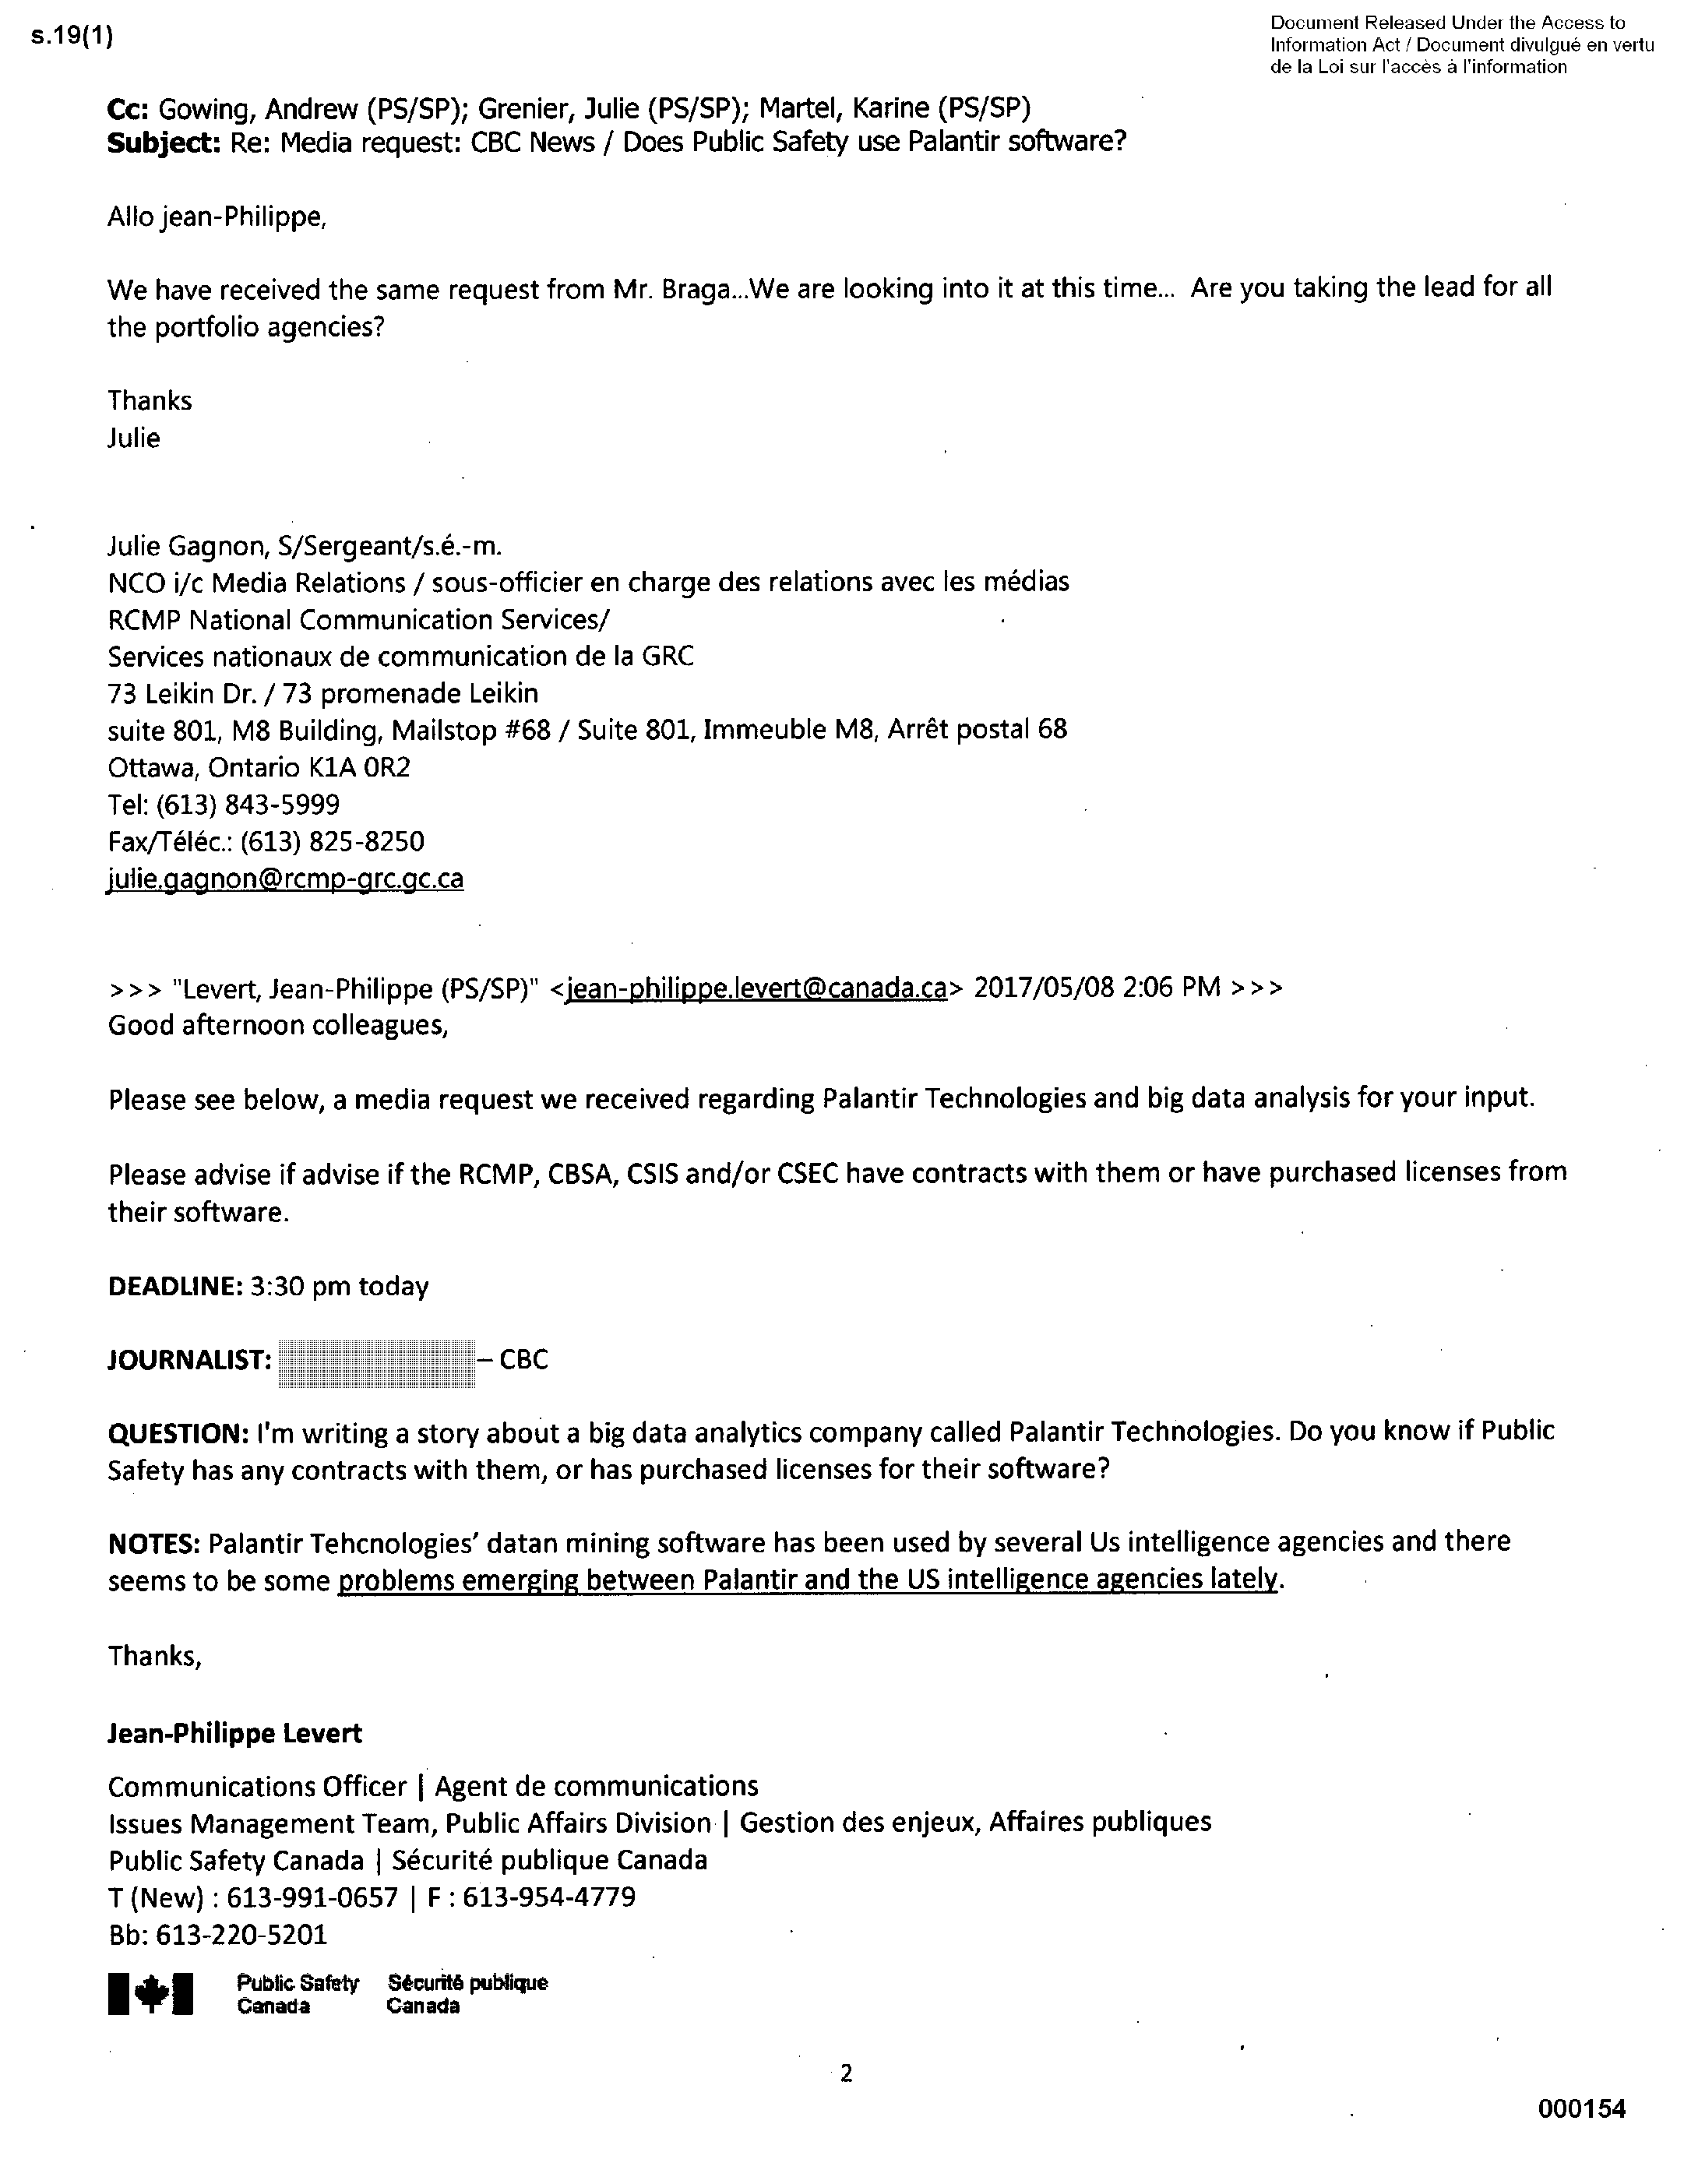 s.19(1)
Document Released Under the Access to
Information Act / Document divulgué en vertu
de la Loi sur l'accès à l'information
Cc: Gowing, Andrew (PS/SP); Grenier, Julie (PS/SP); Martel, Karine (PS/SP)
Subject: Re: Media request: CBC News / Does Public Safety use Palantir software?
Allo jean-Philippe,
We have received the same request from Mr. Braga...We are looking into it at this time... Are you taking the lead for all
the portfolio agencies?
Thanks
Julie
Julie Gagnon, S/Sergeant/s.é.-m.
NCO i/c Media Relations / sous-officier en charge des relations avec les médias
RCMP National Communication Services/
Services nationaux de communication de la GRC
73 Leikin Dr. / 73 promenade Leikin
suite 801, M8 Building, Mailstop #68 / Suite 801, Immeuble M8, Arrêt postal 68
Ottawa, Ontario K1A 0R2
Tel: (613) 843-5999
Fax/Téléc.: (613) 825-8250
julie.gagnon@rcmp-grc.gc.ca
>>> "Levert, Jean-Philippe (PS/SP)" <jean-philippe.levert@canada.ca> 2017/05/08 2:06 PM >>>
Good afternoon colleagues,
Please see below, a media request we received regarding Palantir Technologies and big data analysis for your input.
Please advise if advise if the RCMP, CBSA, CSIS and/or CSEC have contracts with them or have purchased licenses from
their software.
DEADLINE: 3:30 pm today
JOURNALIST: – CBC
QUESTION: I'm writing a story about a big data analytics company called Palantir Technologies. Do you know if Public
Safety has any contracts with them, or has purchased licenses for their software?
NOTES: Palantir Tehcnologies' datan mining software has been used by several Us intelligence agencies and there
seems to be some problems emerging between Palantir and the US intelligence agencies lately.
Thanks,
Jean-Philippe Levert
Communications Officer | Agent de communications
Issues Management Team, Public Affairs Division | Gestion des enjeux, Affaires publiques
Public Safety Canada | Sécurité publique Canada
T (New) : 613-991-0657 | F : 613-954-4779
Bb: 613-220-5201
Public Safety Sécurité publique
Canada Canada
2
000154